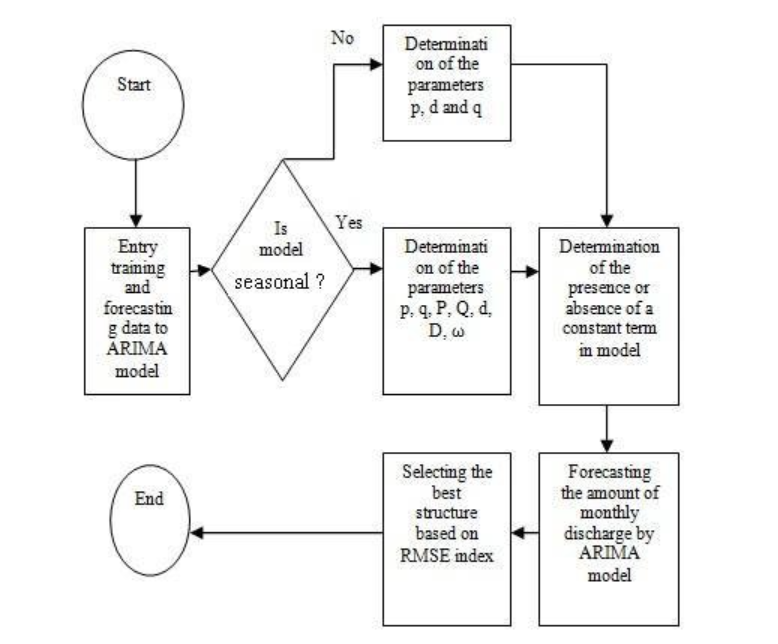 Start
Entry
training
and
forecastin
g data to
ARIMA
model
Is
model
seasonal ?
No
Determinati
on of the
parameters
p, d and q
Yes
Determinati
on of the
parameters
p, q, P, Q, d,
D, ω
Determination
of the
presence or
absence of a
constant term
in model
Forecasting
the amount of
monthly
discharge by
ARIMA
model
Selecting the
best
structure
based on
RMSE index
End